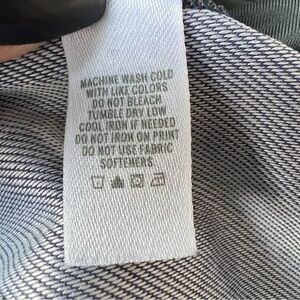 MACHINE WASH COLD
WITH LIKE COLORS
DO NOT BLEACH
TUMBLE DRY LOW
COOL IRON IF NEEDED
DO NOT IRON ON PRINT
DO NOT USE FABRIC
SOFTENERS